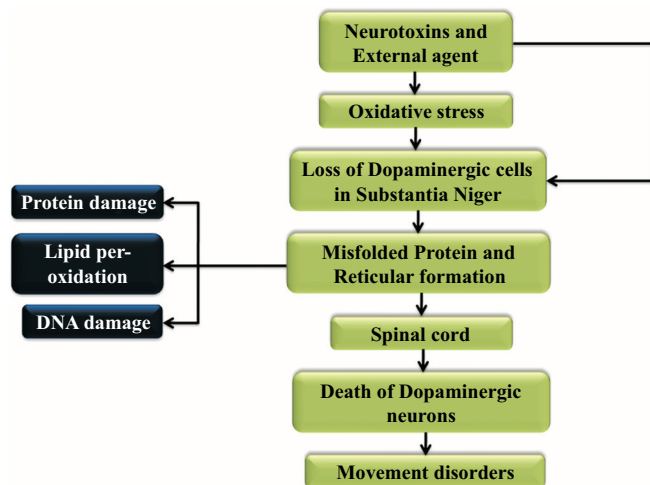 Neurotoxins and
External agent
Oxidative stress
Loss of Dopaminergic cells
in Substantia Niger
Protein damage
Lipid per-
oxidation
DNA damage
Misfolded Protein and
Reticular formation
Spinal cord
Death of Dopaminergic
neurons
Movement disorders